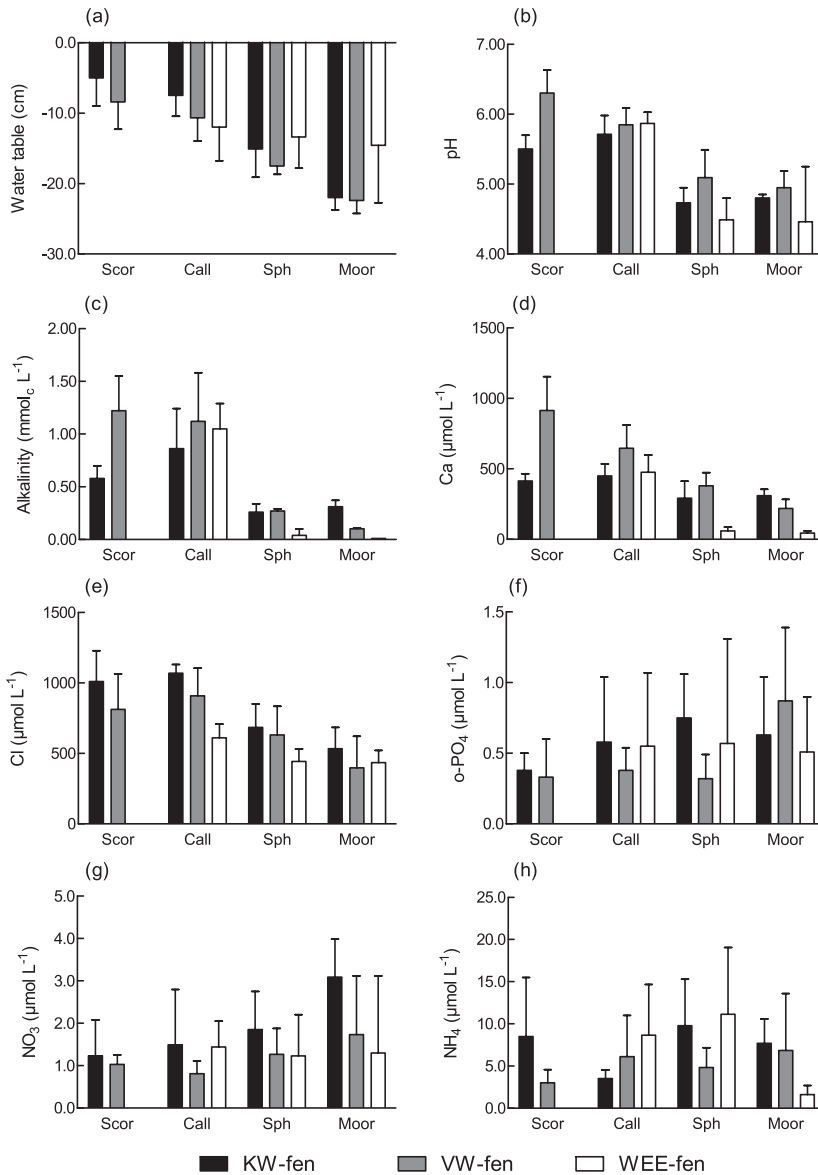 (a)
Water table (cm)
0.0
-10.0
-20.0
-30.0
Scor Call Sph Moor
(b)
pH
7.00
6.00
5.00
4.00
Scor Call Sph Moor
(c)
Alkalinity (mmol_c L⁻¹)
2.00
1.50
1.00
0.50
0.00
Scor Call Sph Moor
(d)
Ca (µmol L⁻¹)
1500
1000
500
0
Scor Call Sph Moor
(e)
Cl (µmol L⁻¹)
1500
1000
500
0
Scor Call Sph Moor
(f)
o-PO₄ (µmol L⁻¹)
1.5
1.0
0.5
0.0
Scor Call Sph Moor
(g)
NO₃ (µmol L⁻¹)
5.0
4.0
3.0
2.0
1.0
0.0
Scor Call Sph Moor
(h)
NH₄ (µmol L⁻¹)
25.0
20.0
15.0
10.0
5.0
0.0
Scor Call Sph Moor
KW-fen VW-fen WEE-fen